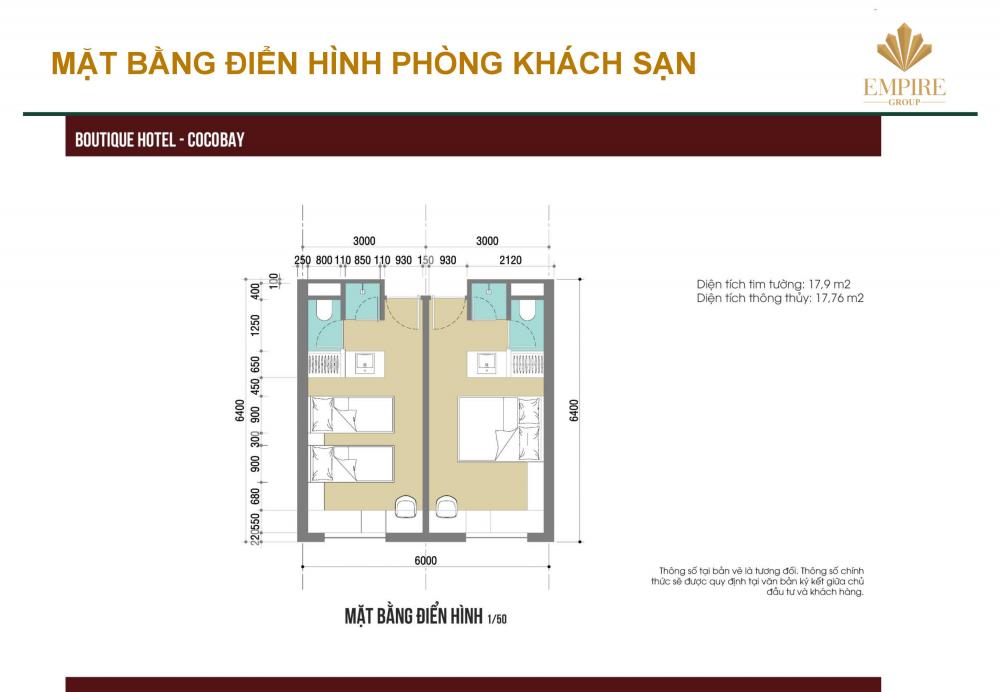 MẶT BẰNG ĐIỂN HÌNH PHÒNG KHÁCH SẠN
EMPIRE
GROUP
BOUTIQUE HOTEL - COCOBAY
3000 3000
250 800 110 850 110 930 150 930 2120
100
400
1250
650
450
900
300
900
680
550
220
6400
6400
6000
Diện tích tim tường: 17,9 m2
Diện tích thông thủy: 17,76 m2
Thông số tại bản vẽ là tương đối. Thông số chính
thức sẽ được quy định tại văn bản ký kết giữa chủ
đầu tư và khách hàng.
MẶT BẰNG ĐIỂN HÌNH 1/50